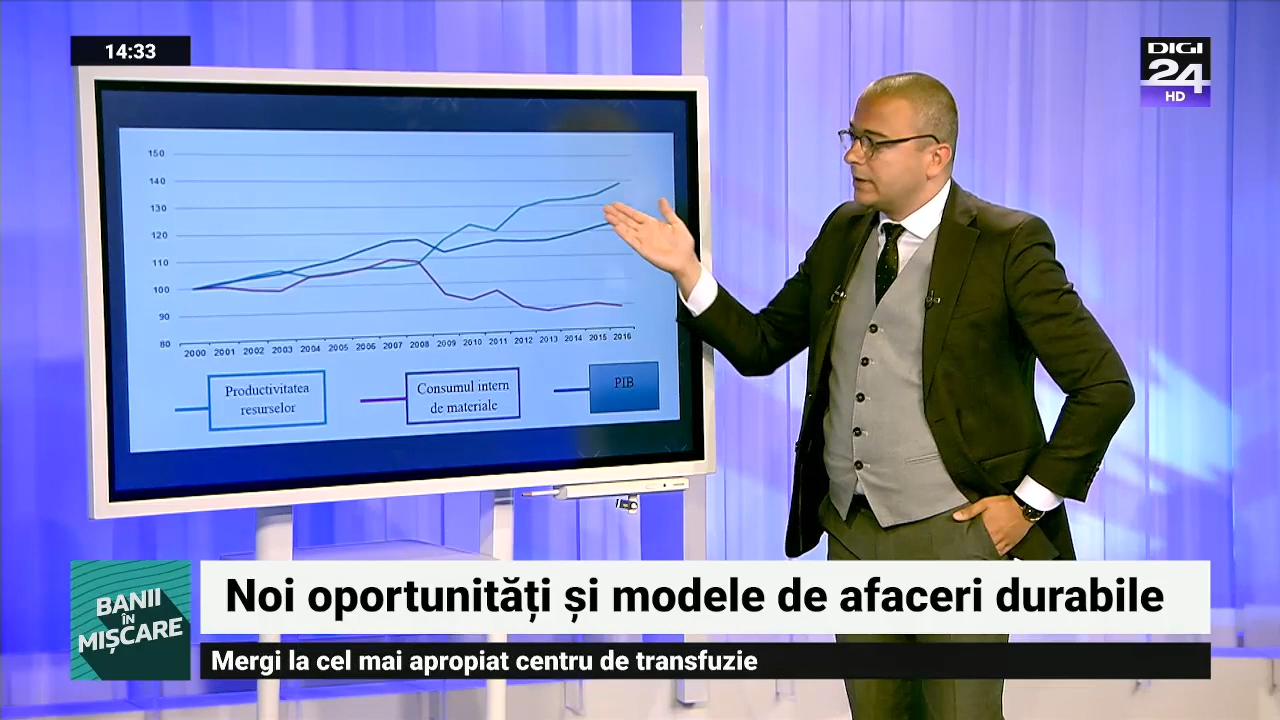 14:33
DIGI
24
HD
150
140
130
120
110
100
90
80
2000 2001 2002 2003 2004 2005 2006 2007 2008 2009 2010 2011 2012 2013 2014 2015 2016
Productivitatea
resurselor
Consumul intern
de materiale
PIB
BANII
ÎN
MIȘCARE
Noi oportunități și modele de afaceri durabile
Mergi la cel mai apropiat centru de transfuzie